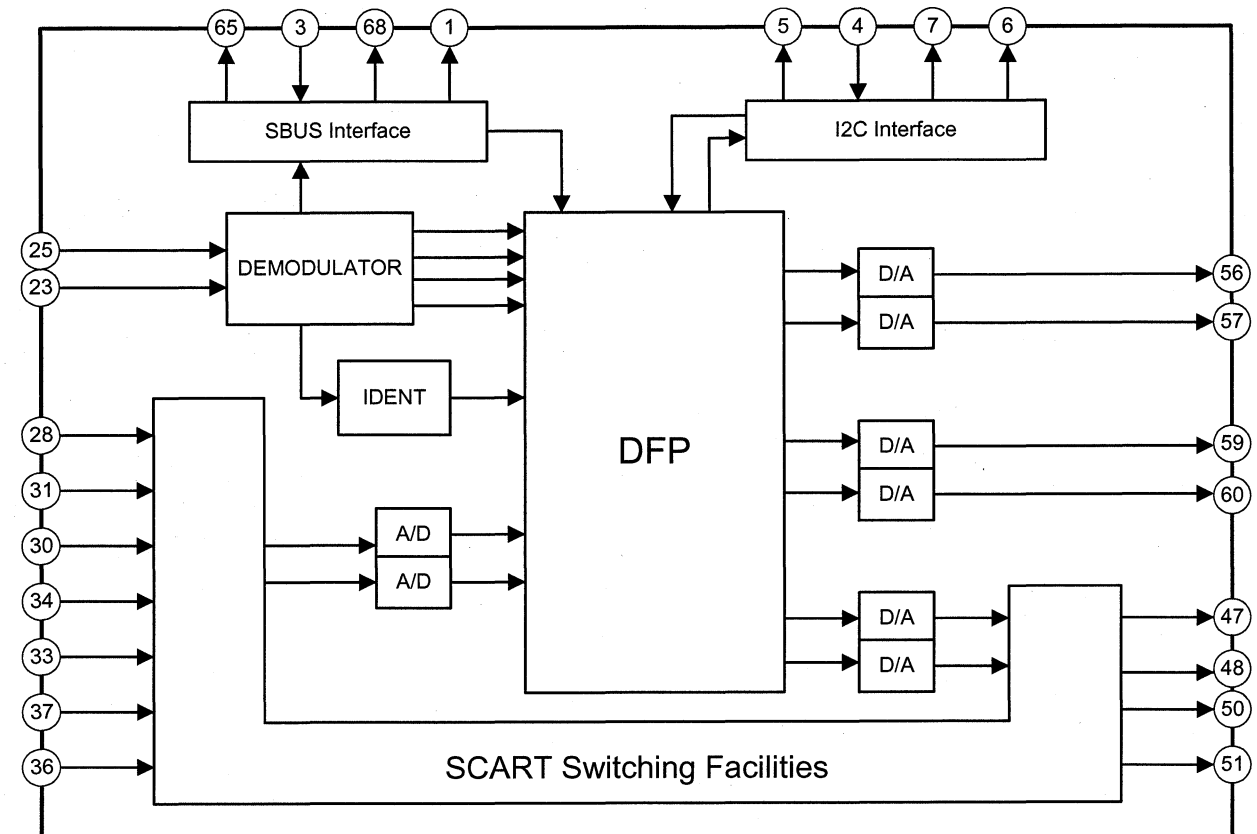 65 3 68 1 5 4 7 6
SBUS Interface
I2C Interface
25
23
DEMODULATOR
IDENT
DFP
D/A
D/A
56
57
D/A
D/A
59
60
28
31
30
34
33
37
36
A/D
A/D
D/A
D/A
47
48
50
51
SCART Switching Facilities